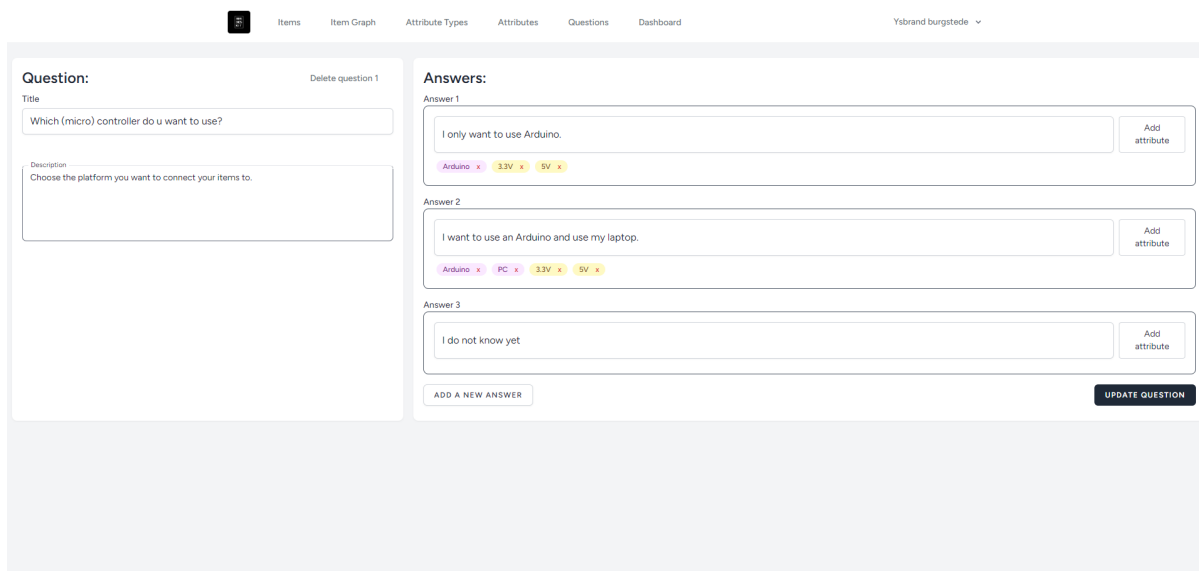 Items Item Graph Attribute Types Attributes Questions Dashboard Ysbrand burgstede
Question:
Delete question 1
Title
Which (micro) controller do u want to use?
Description
Choose the platform you want to connect your items to.
Answers:
Answer 1
I only want to use Arduino.
Add
attribute
Arduino x 3.3V x 5V x
Answer 2
I want to use an Arduino and use my laptop.
Add
attribute
Arduino x PC x 3.3V x 5V x
Answer 3
I do not know yet
Add
attribute
ADD A NEW ANSWER
UPDATE QUESTION